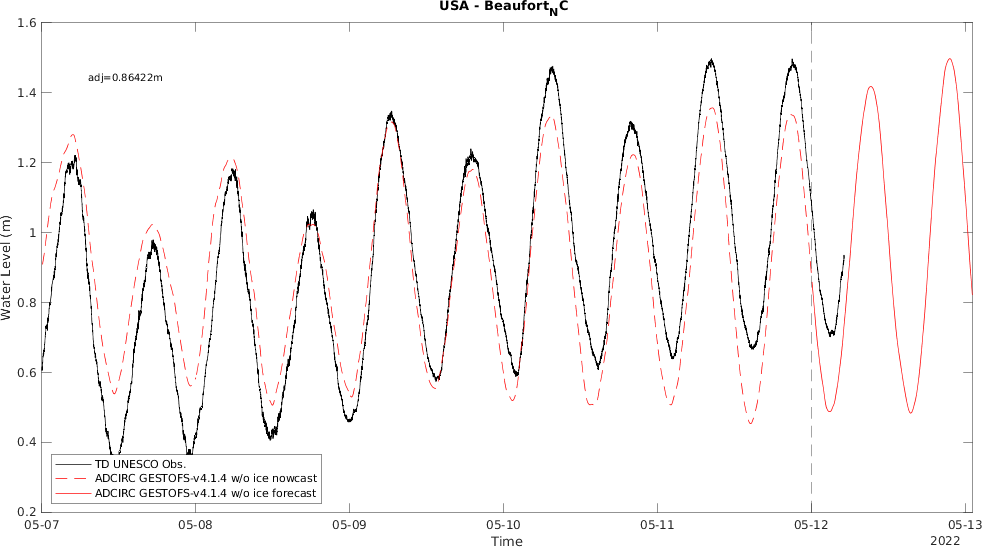 USA - Beaufort_NC
1.6
adj=0.86422m
1.4
1.2
1
0.8
0.6
0.4
0.2
Water Level (m)
TD UNESCO Obs.
ADCIRC GESTOFS-v4.1.4 w/o ice nowcast
ADCIRC GESTOFS-v4.1.4 w/o ice forecast
05-07 05-08 05-09 05-10 05-11 05-12 05-13
Time
2022